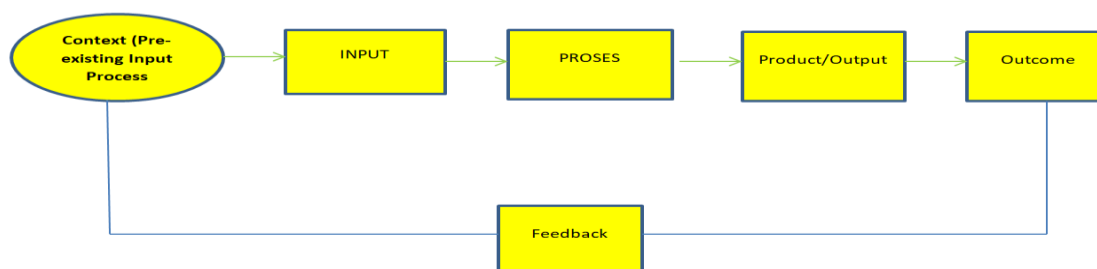 Context (Pre-
existing Input
Process
INPUT
PROSES
Product/Output
Outcome
Feedback